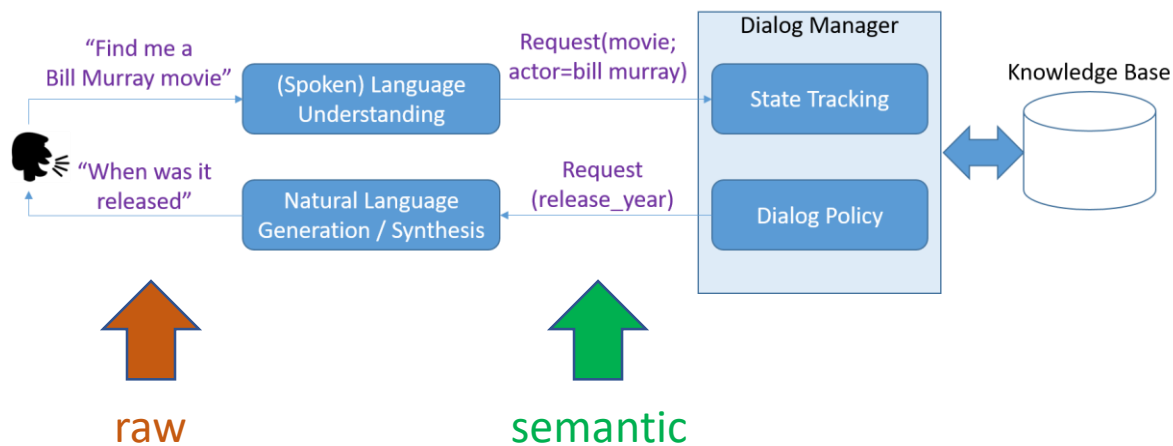 “Find me a
Bill Murray movie”
(Spoken) Language
Understanding
Request(movie;
actor=bill murray)
Dialog Manager
State Tracking
Knowledge Base
“When was it
released”
Natural Language
Generation / Synthesis
Request
(release_year)
Dialog Policy
raw
semantic